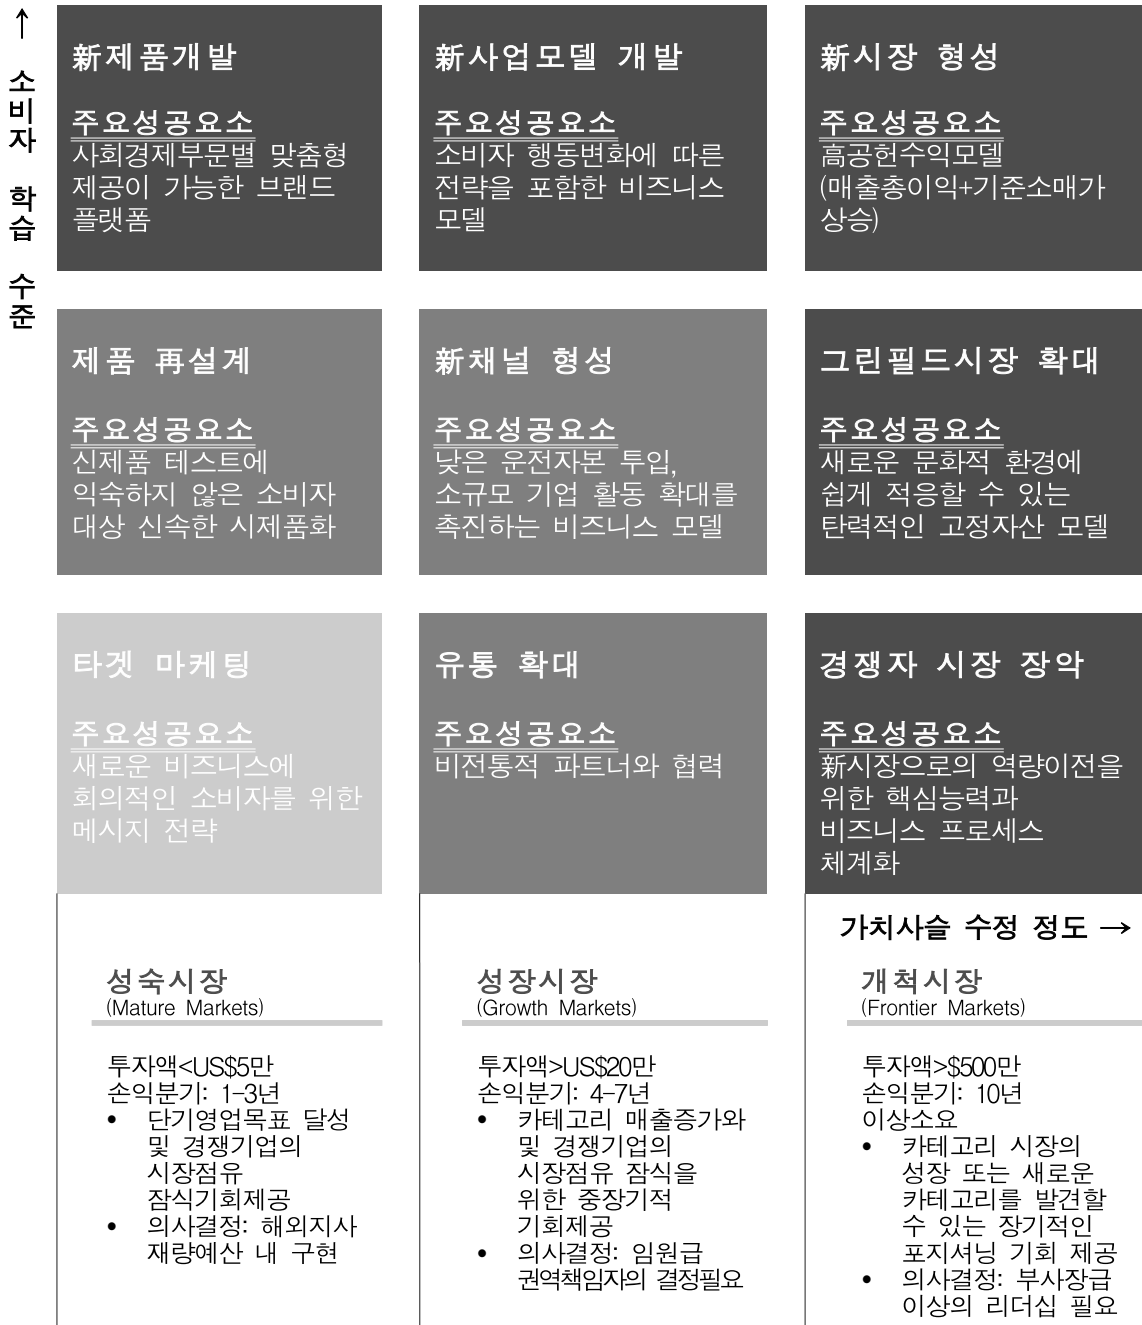 ↑
소비자 학습 수준
新제품개발
주요성공요소
사회경제부문별 맞춤형
제공이 가능한 브랜드
플랫폼
新사업모델 개발
주요성공요소
소비자 행동변화에 따른
전략을 포함한 비즈니스
모델
新시장 형성
주요성공요소
高공헌수익모델
(매출총이익+기준소매가
상승)
제품 再설계
주요성공요소
신제품 테스트에
익숙하지 않은 소비자
대상 신속한 시제품화
新채널 형성
주요성공요소
낮은 운전자본 투입,
소규모 기업 활동 확대를
촉진하는 비즈니스 모델
그린필드시장 확대
주요성공요소
새로운 문화적 환경에
쉽게 적응할 수 있는
탄력적인 고정자산 모델
타겟 마케팅
주요성공요소
새로운 비즈니스에
회의적인 소비자를 위한
메시지 전략
유통 확대
주요성공요소
비전통적 파트너와 협력
경쟁자 시장 장악
주요성공요소
新시장으로의 역량이전을
위한 핵심능력과
비즈니스 프로세스
체계화
가치사슬 수정 정도 →
성숙시장
(Mature Markets)
투자액<US$5만
손익분기: 1-3년
• 단기영업목표 달성
및 경쟁기업의
시장점유
잠식기회제공
• 의사결정: 해외지사
재량예산 내 구현
성장시장
(Growth Markets)
투자액>US$20만
손익분기: 4-7년
• 카테고리 매출증가와
및 경쟁기업의
시장점유 잠식을
위한 중장기적
기회제공
• 의사결정: 임원급
권역책임자의 결정필요
개척시장
(Frontier Markets)
투자액>$500만
손익분기: 10년
이상소요
• 카테고리 시장의
성장 또는 새로운
카테고리를 발견할
수 있는 장기적인
포지셔닝 기회 제공
• 의사결정: 부사장급
이상의 리더십 필요